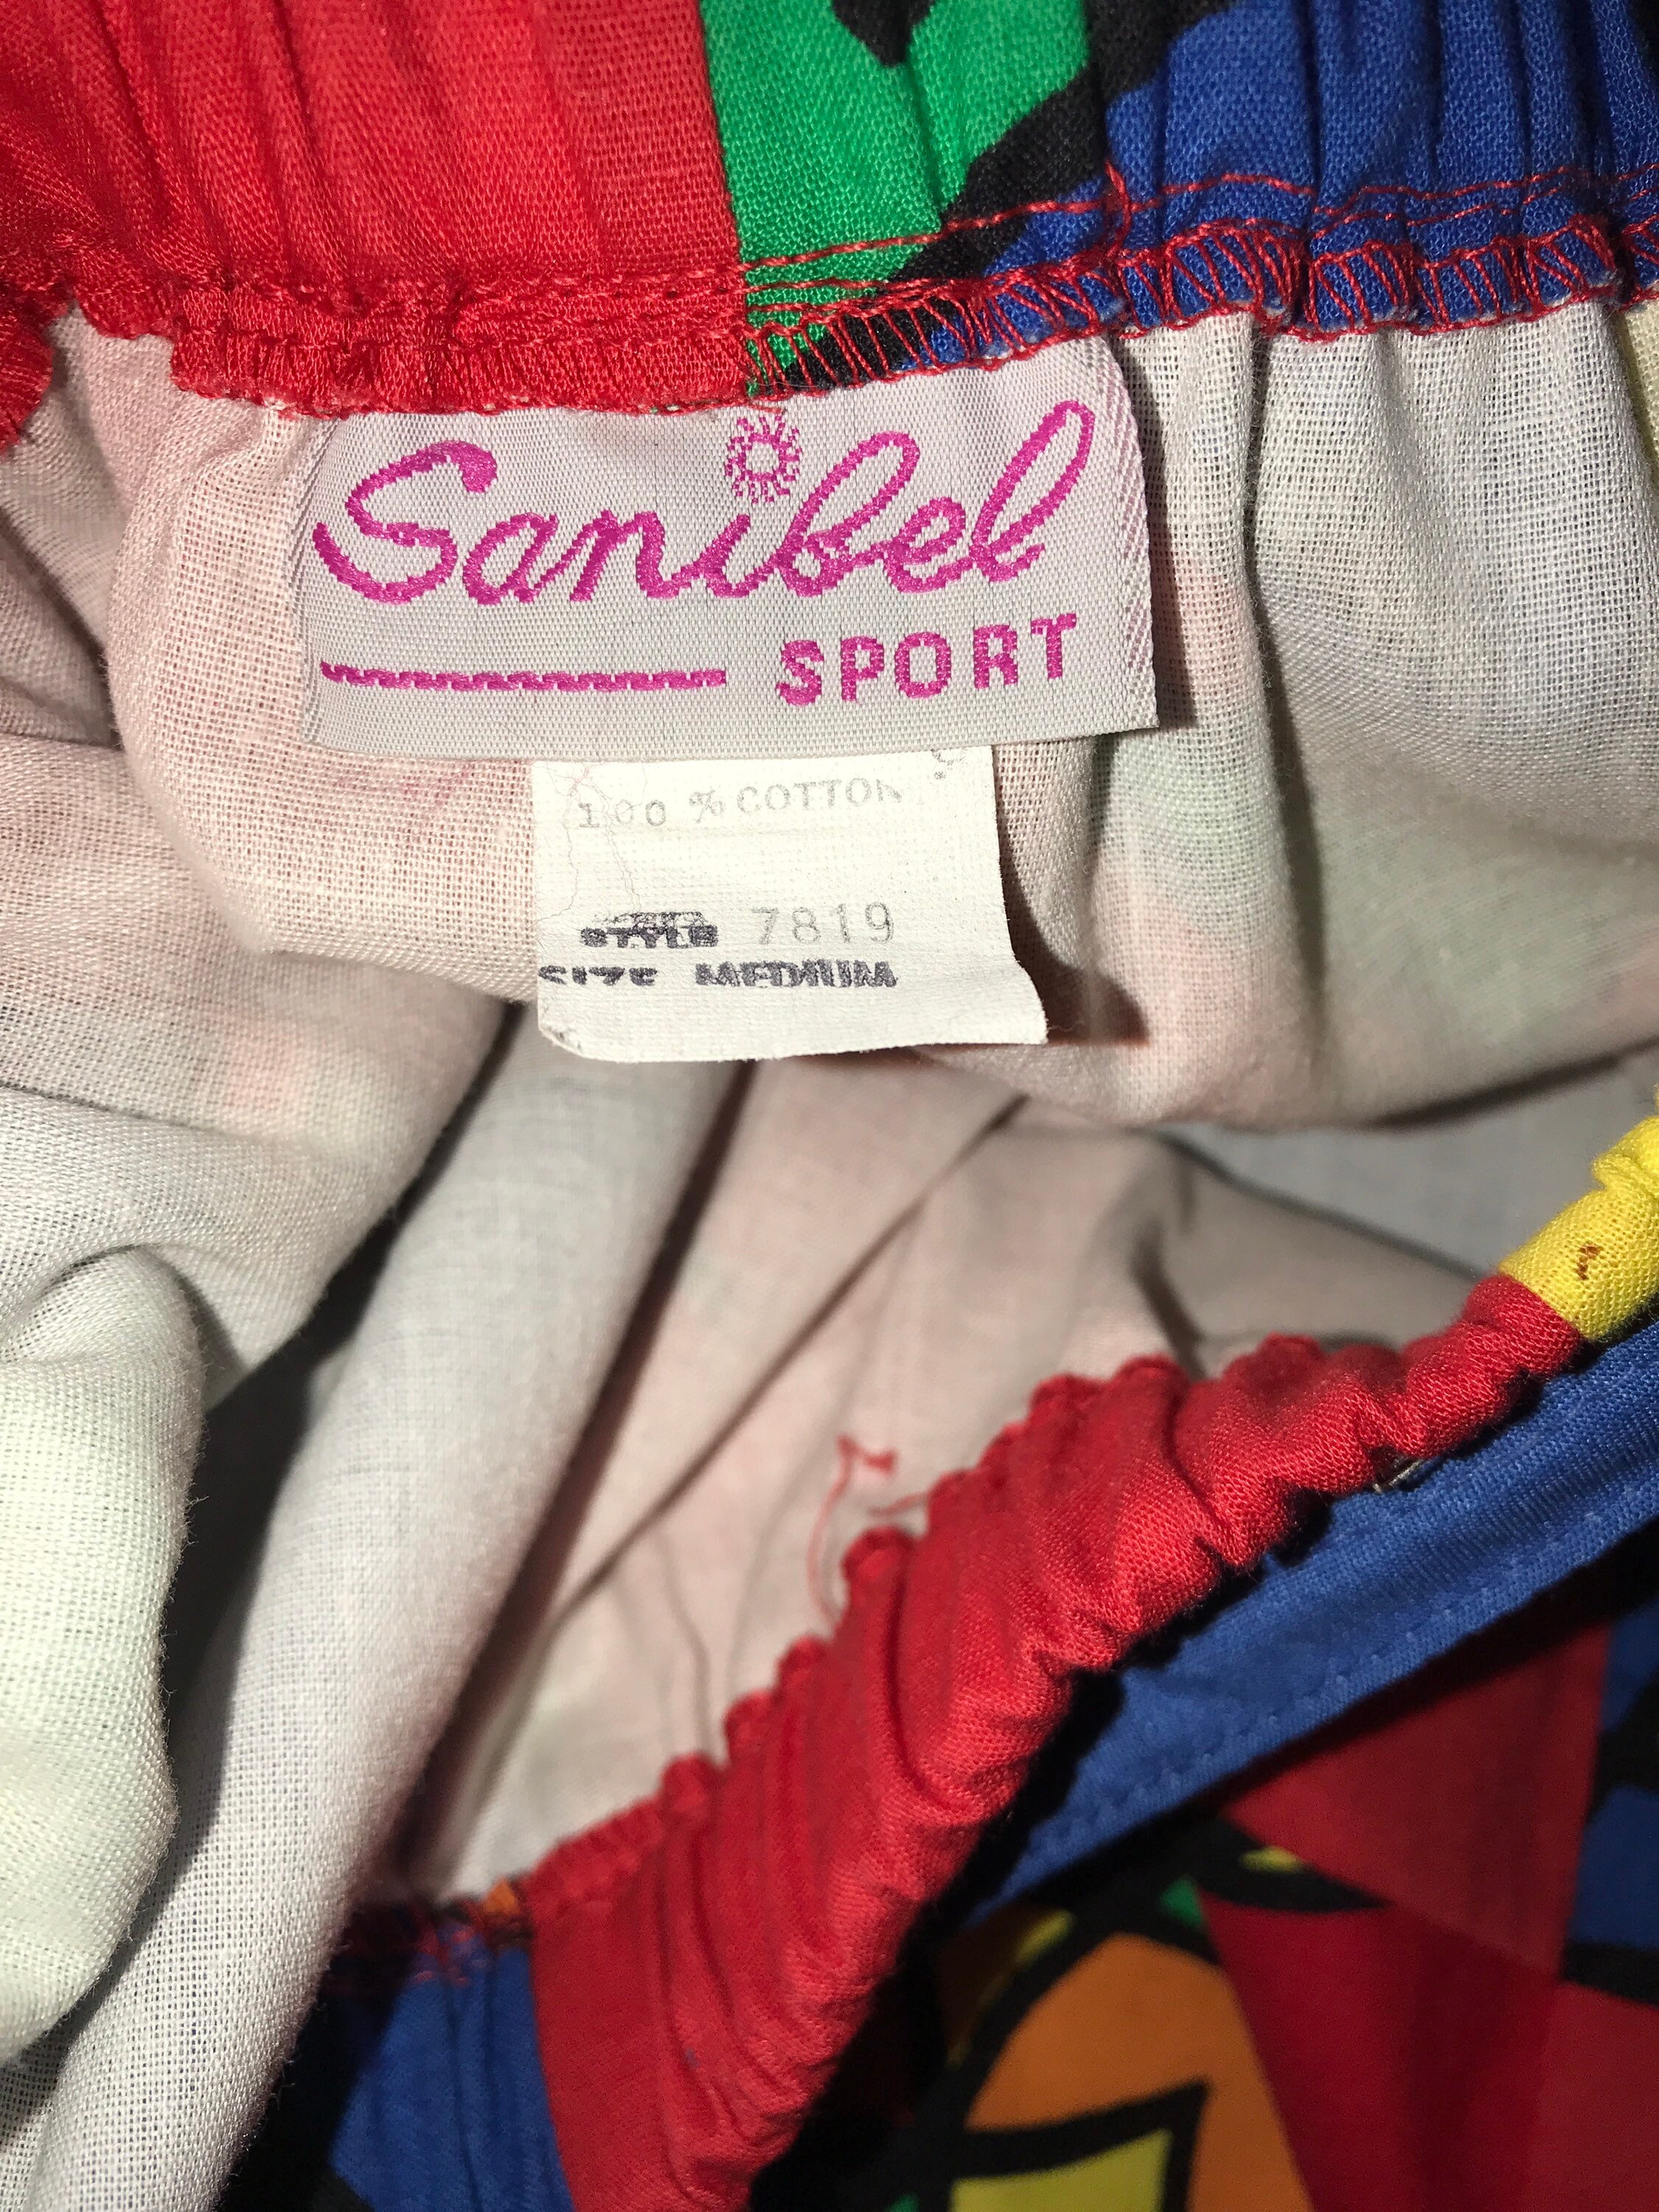 Sanibel
SPORT
100 % COTTON
STYLE 7819
SIZE MEDIUM